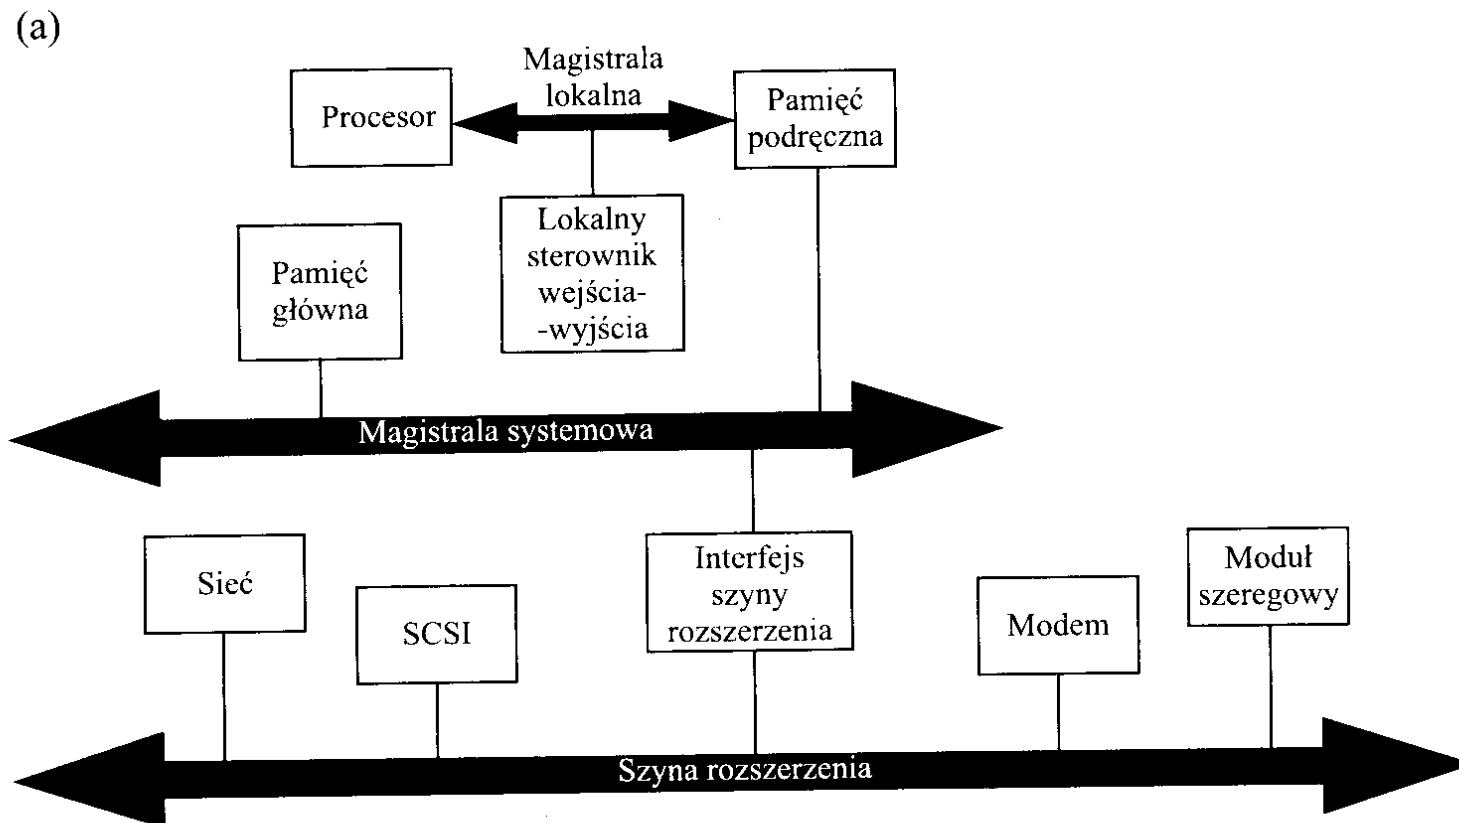 (a)
Magistrala
lokalna
Procesor
Pamięć
podręczna
Lokalny
sterownik
wejścia-
-wyjścia
Pamięć
główna
Magistrala systemowa
Sieć
SCSI
Interfejs
szyny
rozszerzenia
Modem
Moduł
szeregowy
Szyna rozszerzenia